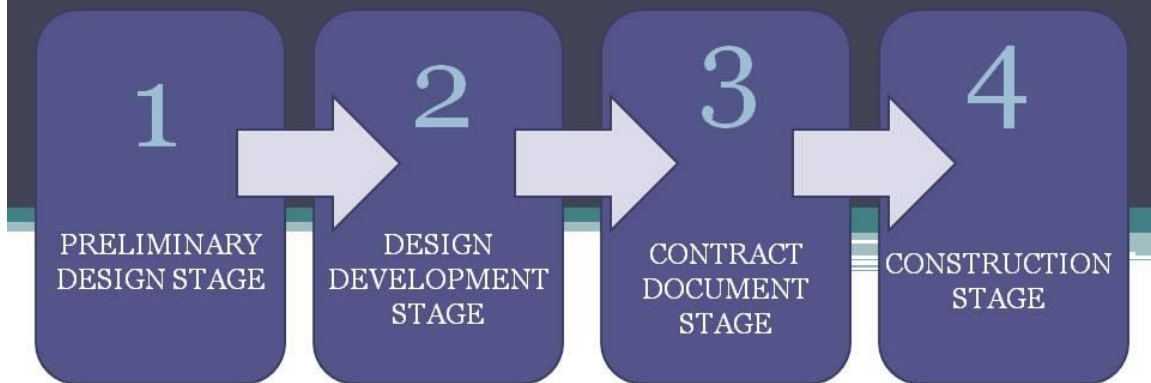 1
PRELIMINARY
DESIGN STAGE
2
DESIGN
DEVELOPMENT
STAGE
3
CONTRACT
DOCUMENT
STAGE
4
CONSTRUCTION
STAGE